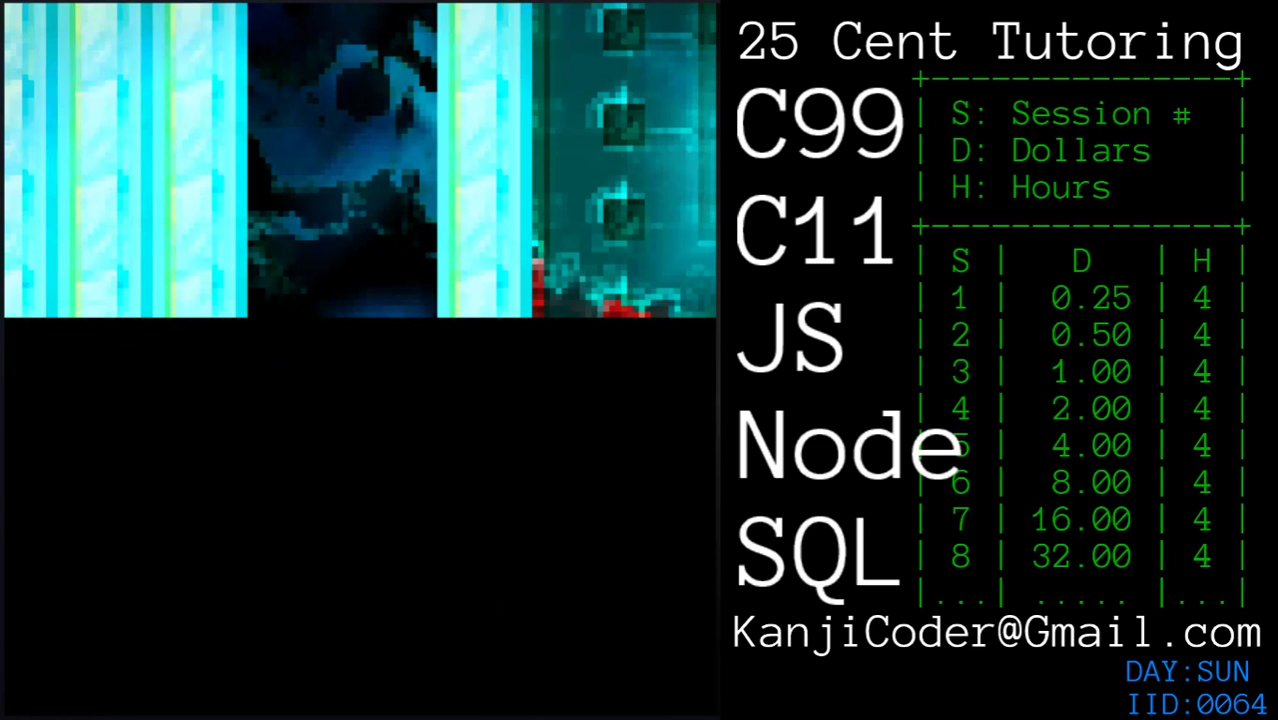 25 Cent Tutoring
+----------------+
C99
| S: Session # |
| D: Dollars |
| H: Hours |
+----------------+
C11
| S | D | H |
| 1 | 0.25 | 4 |
JS
| 2 | 0.50 | 4 |
| 3 | 1.00 | 4 |
| 4 | 2.00 | 4 |
Node
| 5 | 4.00 | 4 |
| 6 | 8.00 | 4 |
| 7 | 16.00 | 4 |
SQL
| 8 | 32.00 | 4 |
|...| ..... |...|
KanjiCoder@Gmail.com
DAY:SUN
IID:0064